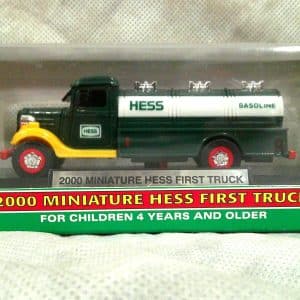 HESS
GASOLINE
HESS
2000 MINIATURE HESS FIRST TRUCK
2000 MINIATURE HESS FIRST TRUCK
FOR CHILDREN 4 YEARS AND OLDER